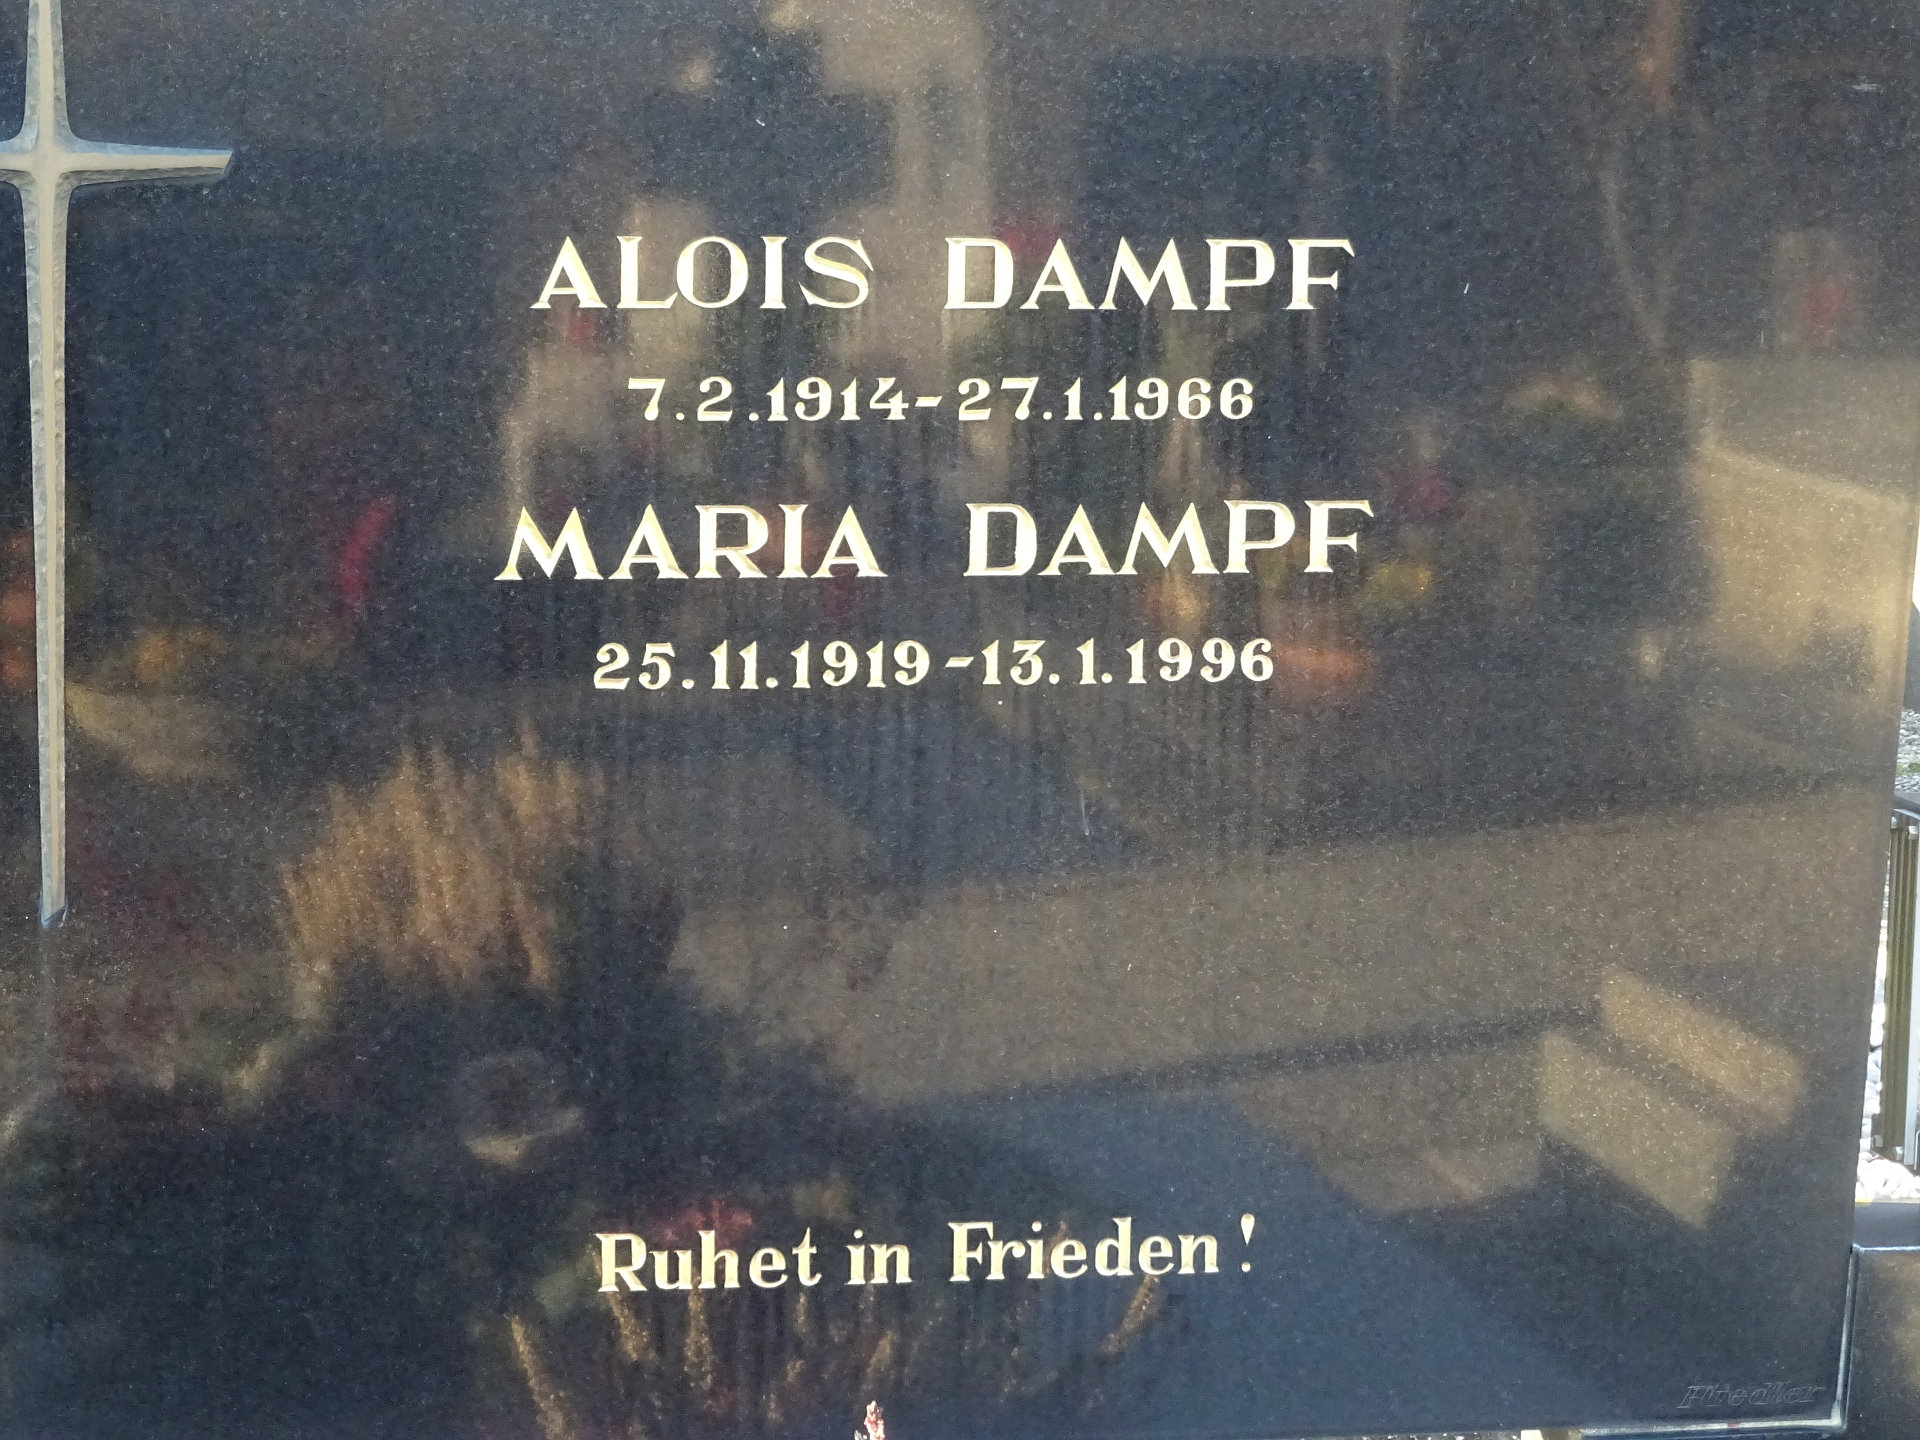 ALOIS DAMPF
7.2.1914-27.1.1966
MARIA DAMPF
25.11.1919-13.1.1996
Ruhet in Frieden!
Friedler